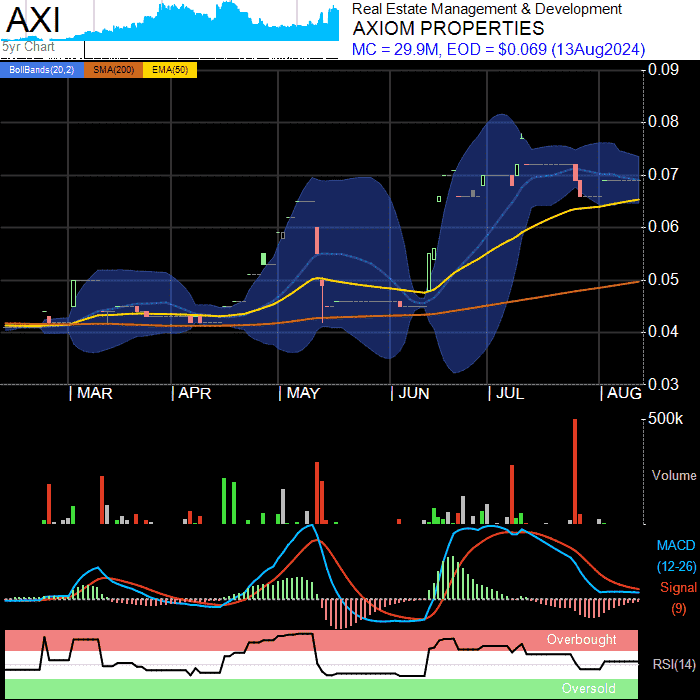 AXI
5yr Chart
Real Estate Management & Development
AXIOM PROPERTIES
MC = 29.9M, EOD = $0.069 (13Aug2024)
BollBands(20,2) SMA(200) EMA(50)
0.09
0.08
0.07
0.06
0.05
0.04
0.03
| MAR | APR | MAY | JUN | JUL | AUG
500k
Volume
MACD
(12-26)
Signal
(9)
Overbought
RSI(14)
Oversold